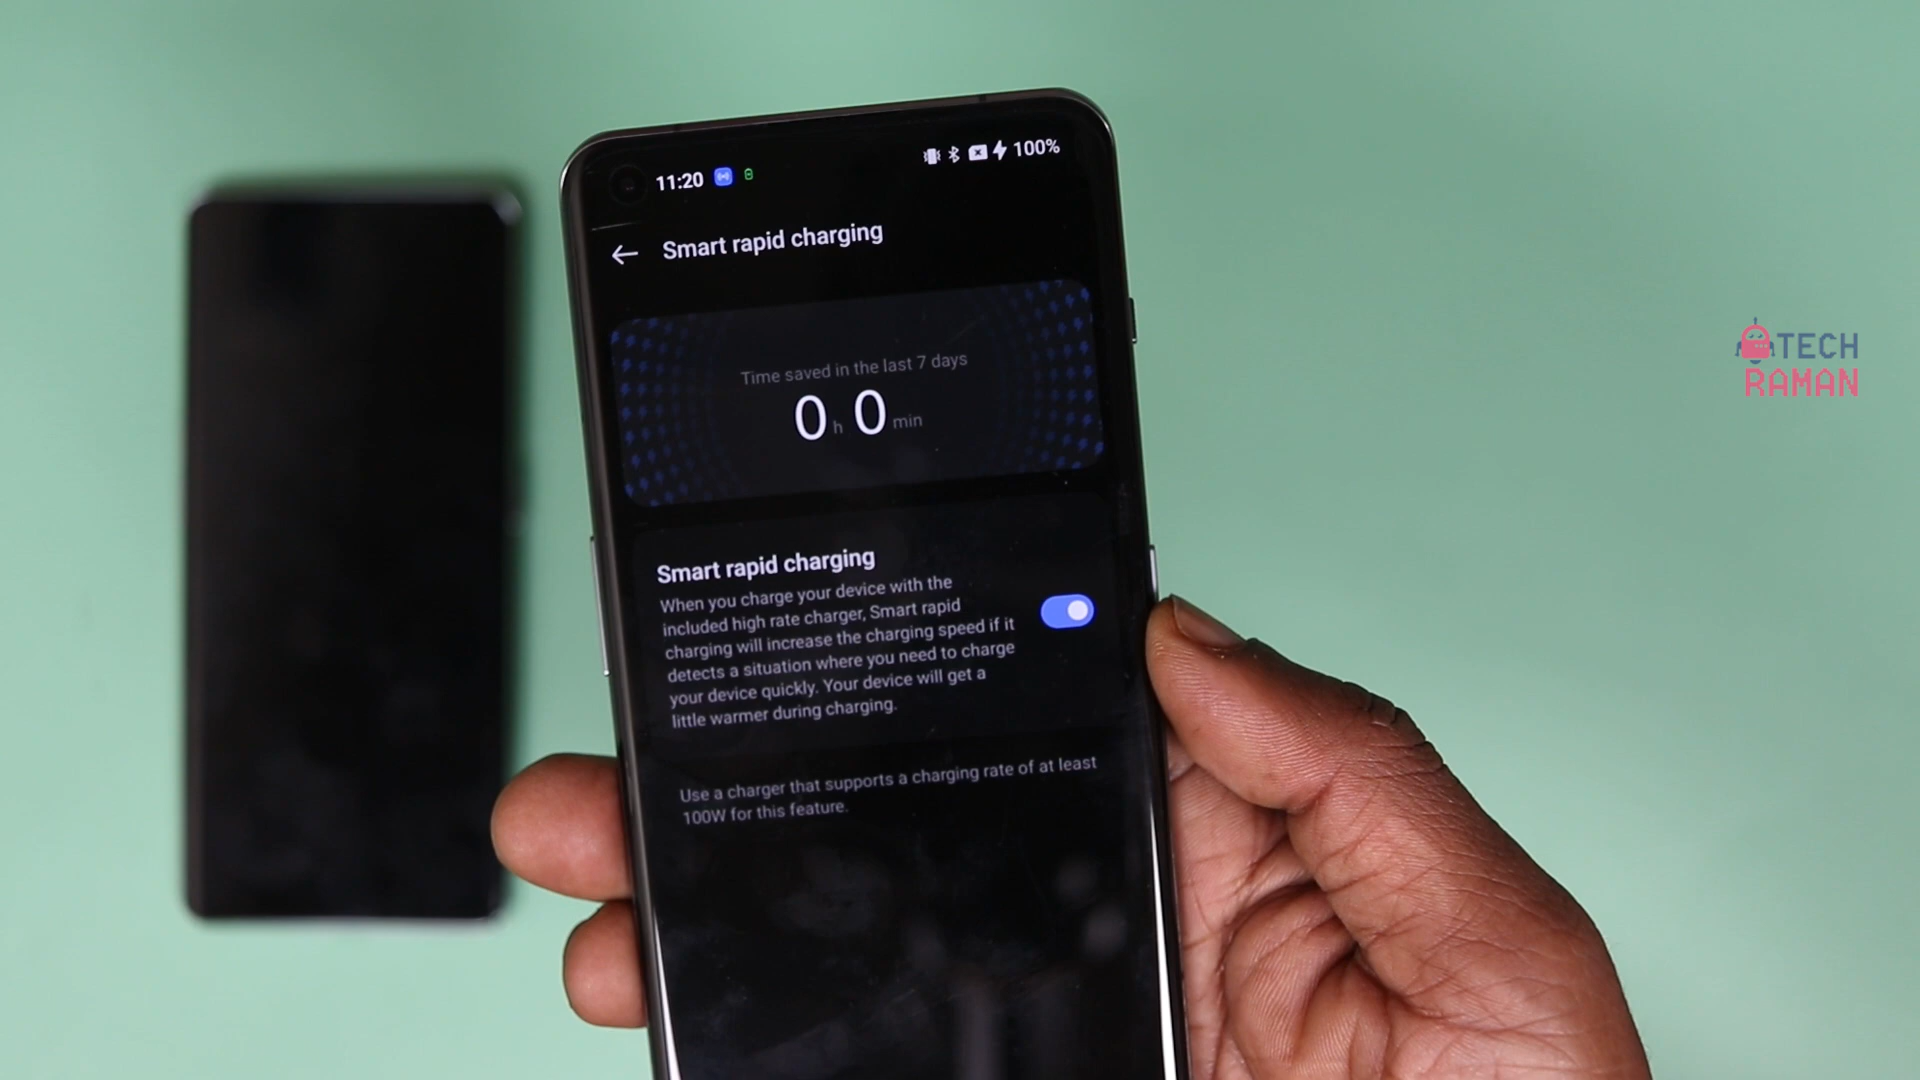 11:20
100%
Smart rapid charging
Time saved in the last 7 days
0 h 0 min
Smart rapid charging
When you charge your device with the
included high rate charger, Smart rapid
charging will increase the charging speed if it
detects a situation where you need to charge
your device quickly. Your device will get a
little warmer during charging.
Use a charger that supports a charging rate of at least
100W for this feature.
TECH
RAMAN